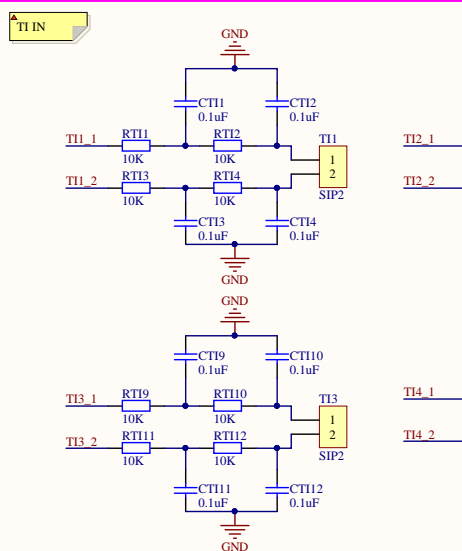 TI IN
GND
CTI1
0.1uF
CTI2
0.1uF
TI1_1
RTI1
10K
RTI2
10K
TI1
1
2
SIP2
TI2_1
TI1_2
RTI3
10K
RTI4
10K
TI2_2
CTI3
0.1uF
CTI4
0.1uF
GND
GND
CTI9
0.1uF
CTI10
0.1uF
TI3_1
RTI9
10K
RTI10
10K
TI3
1
2
SIP2
TI4_1
TI3_2
RTI11
10K
RTI12
10K
TI4_2
CTI11
0.1uF
CTI12
0.1uF
GND